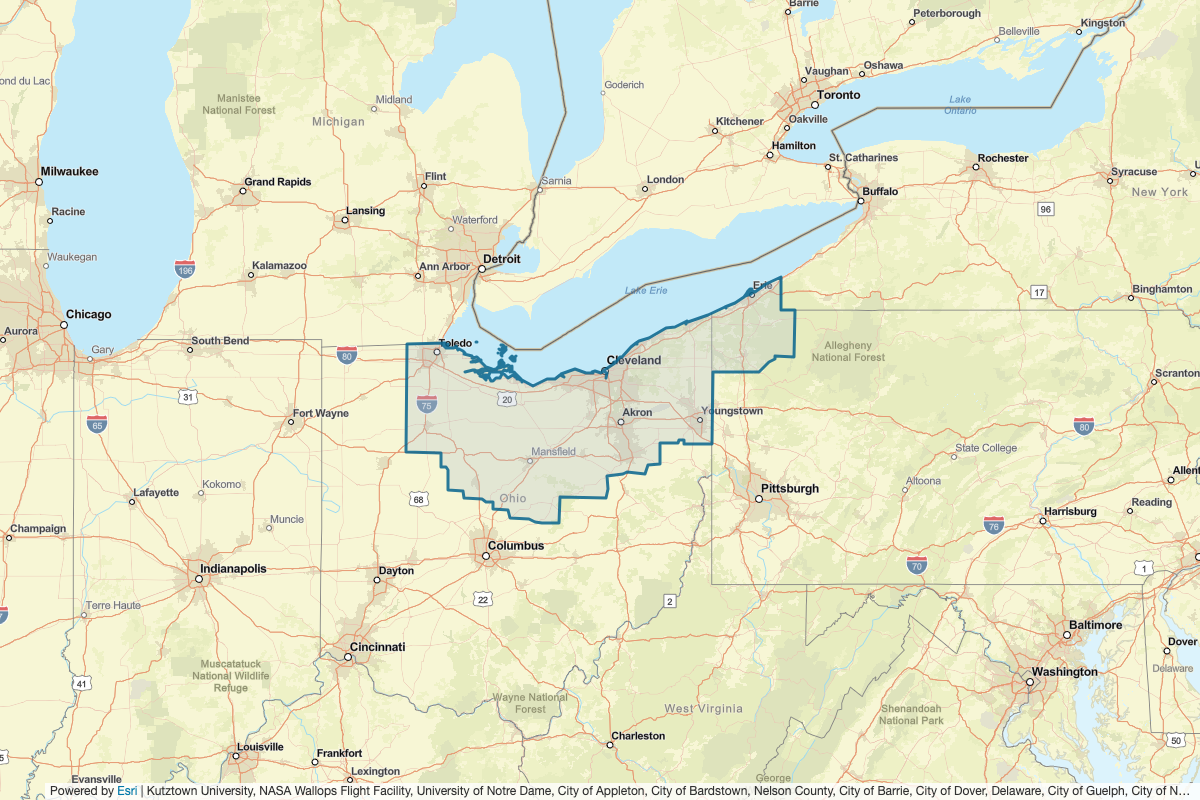 Barrie
Peterborough
Kingston
Belleville
Vaughan
Oshawa
ond du Lac
Goderich
Midland
Manistee
National Forest
Toronto
Lake
Ontario
Michigan
Kitchener
Oakville
Hamilton
St. Catharines
Rochester
Milwaukee
Flint
Sarnia
London
Syracuse
Grand Rapids
Buffalo
New York
Racine
Lansing
96
Waterford
Waukegan
Detroit
196
Kalamazoo
Ann Arbor
Lake Erie
Erie
17
Binghamton
Chicago
Aurora
Gary
South Bend
80
Toledo
Cleveland
Allegheny
National Forest
Scranton
31
75
20
Fort Wayne
65
Akron
Youngstown
80
Mansfield
State College
Allent
Kokomo
Lafayette
68
Ohio
Pittsburgh
Altoona
Reading
Harrisburg
76
Muncie
Champaign
Columbus
Indianapolis
Dayton
70
1
Terre Haute
22
2
Baltimore
Cincinnati
Dover
Delaware
Muscatatuck
National Wildlife
Refuge
Washington
41
Wayne National
Forest
West Virginia
Shenandoah
National Park
50
Charleston
Louisville
Frankfort
Lexington
Evansville
George
Powered by Esri | Kutztown University, NASA Wallops Flight Facility, University of Notre Dame, City of Appleton, City of Bardstown, Nelson County, City of Barrie, City of Dover, Delaware, City of Guelph, City of N...